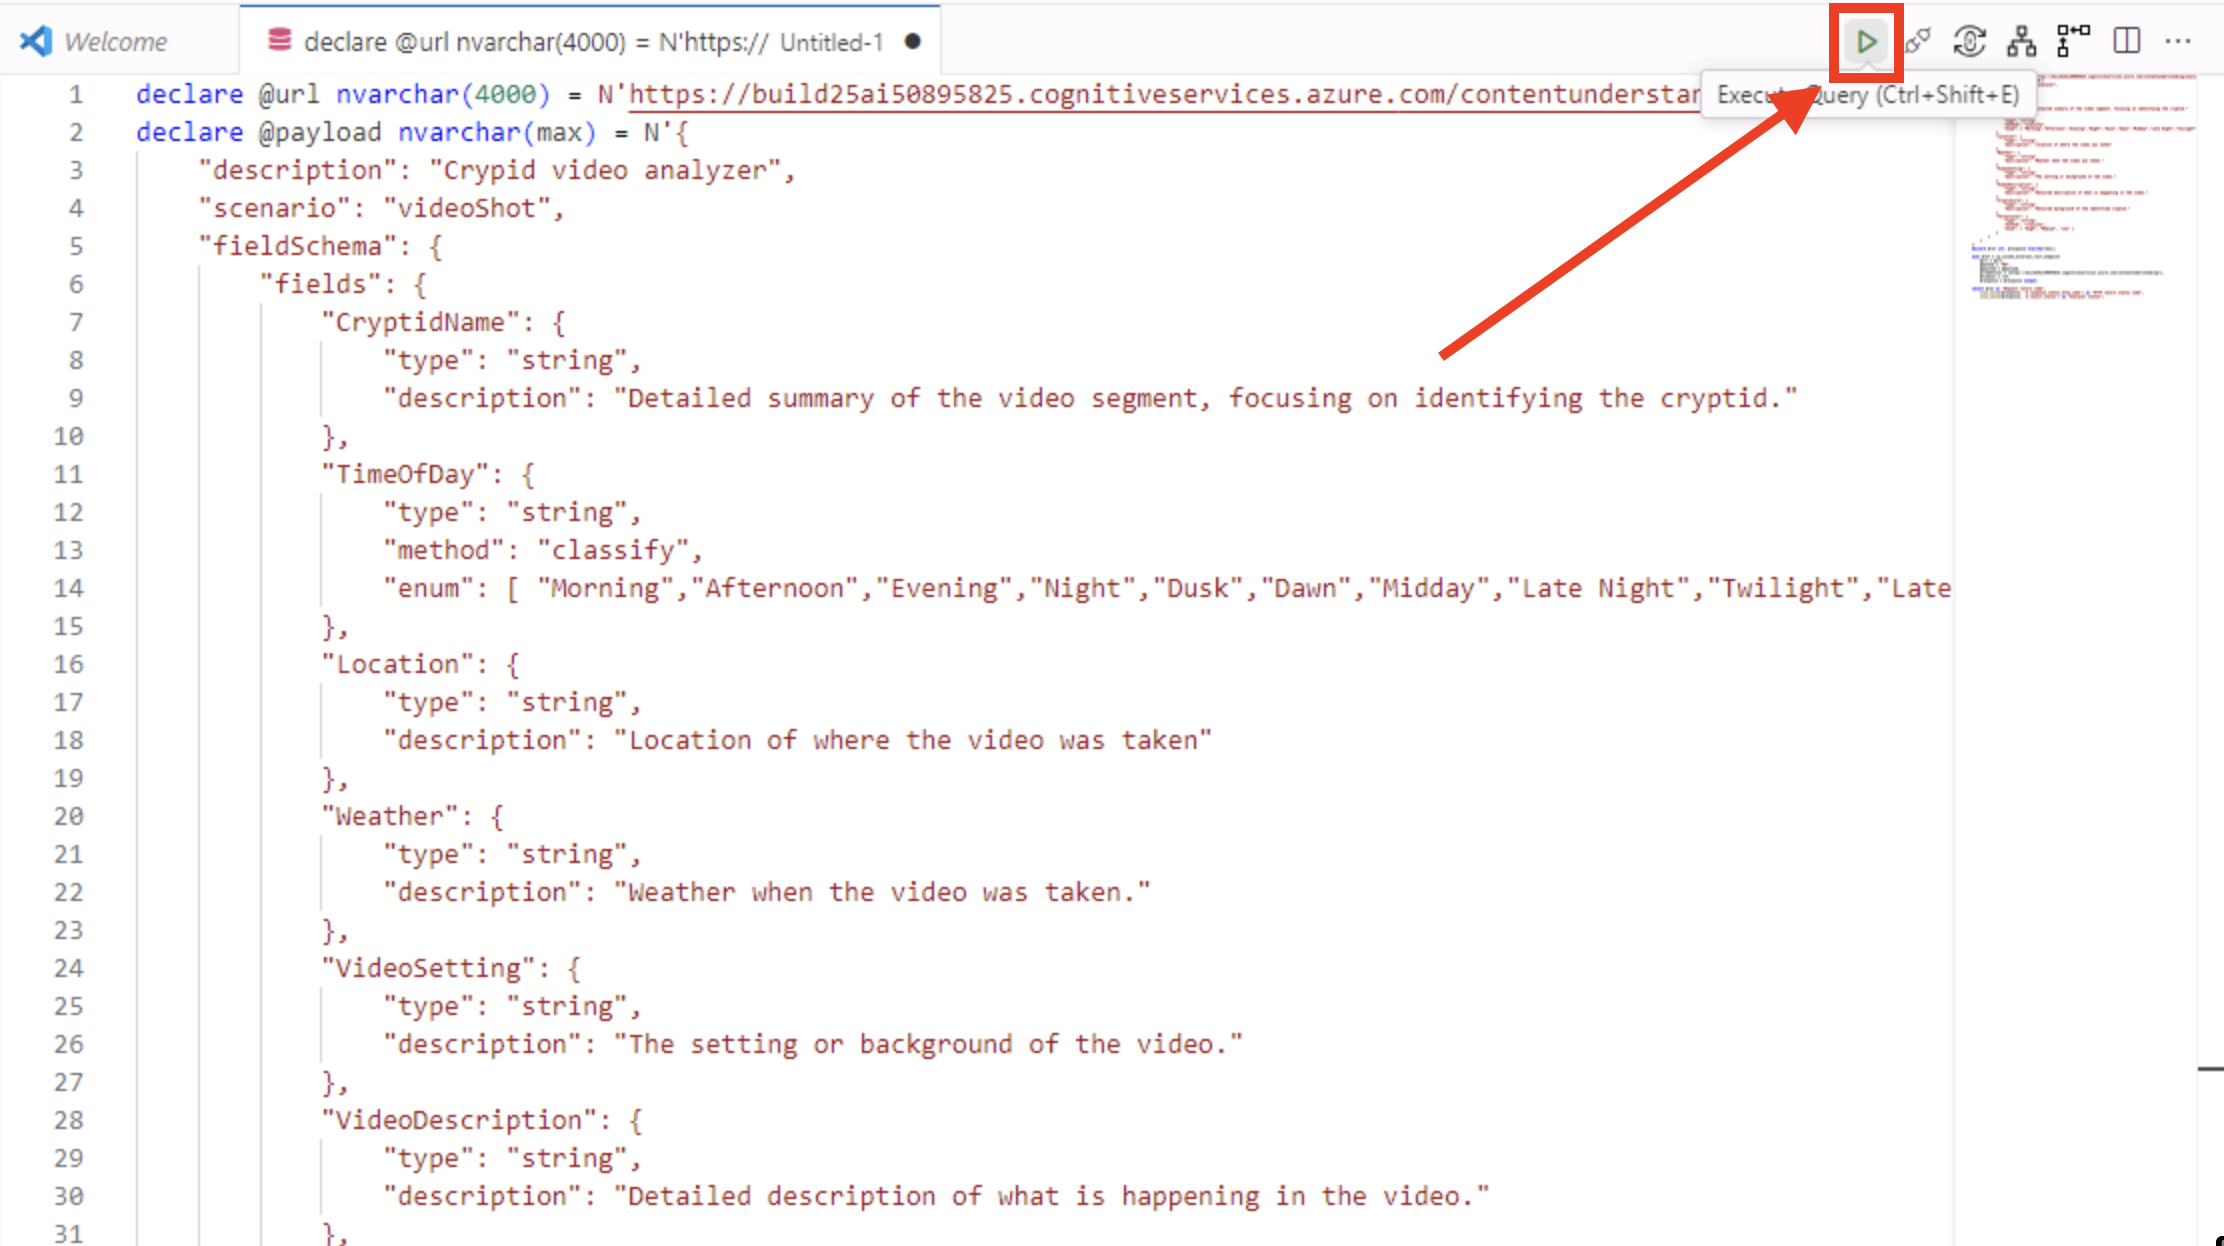 Welcome
declare @url nvarchar(4000) = N'https:// Untitled-1
Execute Query (Ctrl+Shift+E)
1 declare @url nvarchar(4000) = N'https://build25ai50895825.cognitiveservices.azure.com/contentunderstan
2 declare @payload nvarchar(max) = N'{
3 "description": "Crypid video analyzer",
4 "scenario": "videoShot",
5 "fieldSchema": {
6 "fields": {
7 "CryptidName": {
8 "type": "string",
9 "description": "Detailed summary of the video segment, focusing on identifying the cryptid."
10 },
11 "TimeOfDay": {
12 "type": "string",
13 "method": "classify",
14 "enum": [ "Morning","Afternoon","Evening","Night","Dusk","Dawn","Midday","Late Night","Twilight","Late
15 },
16 "Location": {
17 "type": "string",
18 "description": "Location of where the video was taken"
19 },
20 "Weather": {
21 "type": "string",
22 "description": "Weather when the video was taken."
23 },
24 "VideoSetting": {
25 "type": "string",
26 "description": "The setting or background of the video."
27 },
28 "VideoDescription": {
29 "type": "string",
30 "description": "Detailed description of what is happening in the video."
31 },